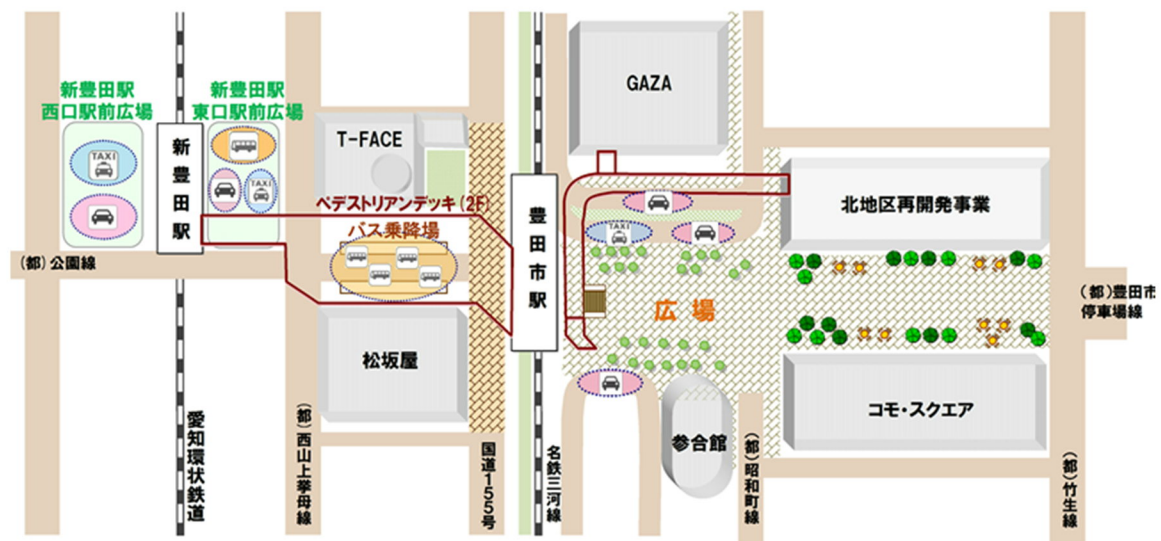 新豊田駅
西口駅前広場
新豊田駅
東口駅前広場
TAXI
TAXI
新豊田駅
T-FACE
GAZA
北地区再開発事業
ペデストリアンデッキ(2F)
バス乗降場
豊田市駅
TAXI
広場
(都)公園線
(都)豊田市
停車場線
松坂屋
参合館
コモ・スクエア
愛知環状鉄道
(都)西山上挙母線
国道155号
名鉄三河線
(都)昭和町線
(都)竹生線